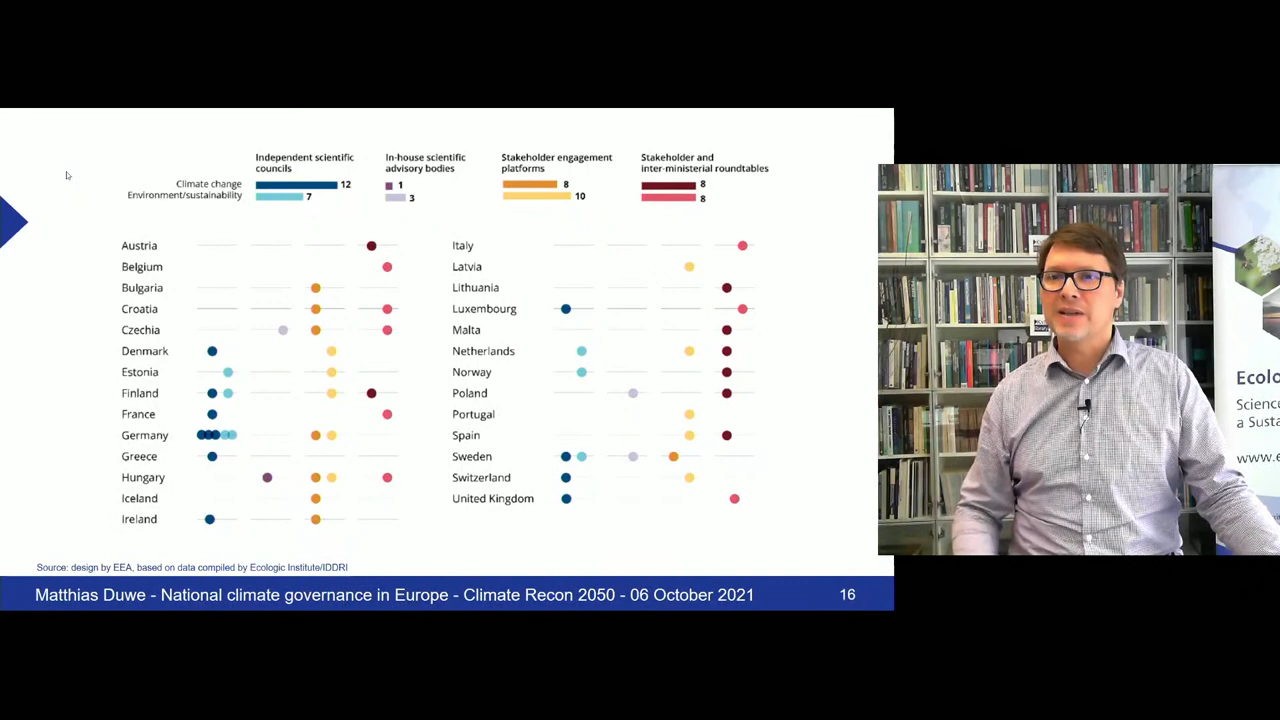 Independent scientific
councils
In-house scientific
advisory bodies
Stakeholder engagement
platforms
Stakeholder and
inter-ministerial roundtables
Climate change
12
1
8
8
Environment/sustainability
7
3
10
8
Austria
Belgium
Bulgaria
Croatia
Czechia
Denmark
Estonia
Finland
France
Germany
Greece
Hungary
Iceland
Ireland
Italy
Latvia
Lithuania
Luxembourg
Malta
Netherlands
Norway
Poland
Portugal
Spain
Sweden
Switzerland
United Kingdom
Source: design by EEA, based on data compiled by Ecologic Institute/IDDRI
Matthias Duwe - National climate governance in Europe - Climate Recon 2050 - 06 October 2021
16
Ecolo
Science
a Susta
www.e